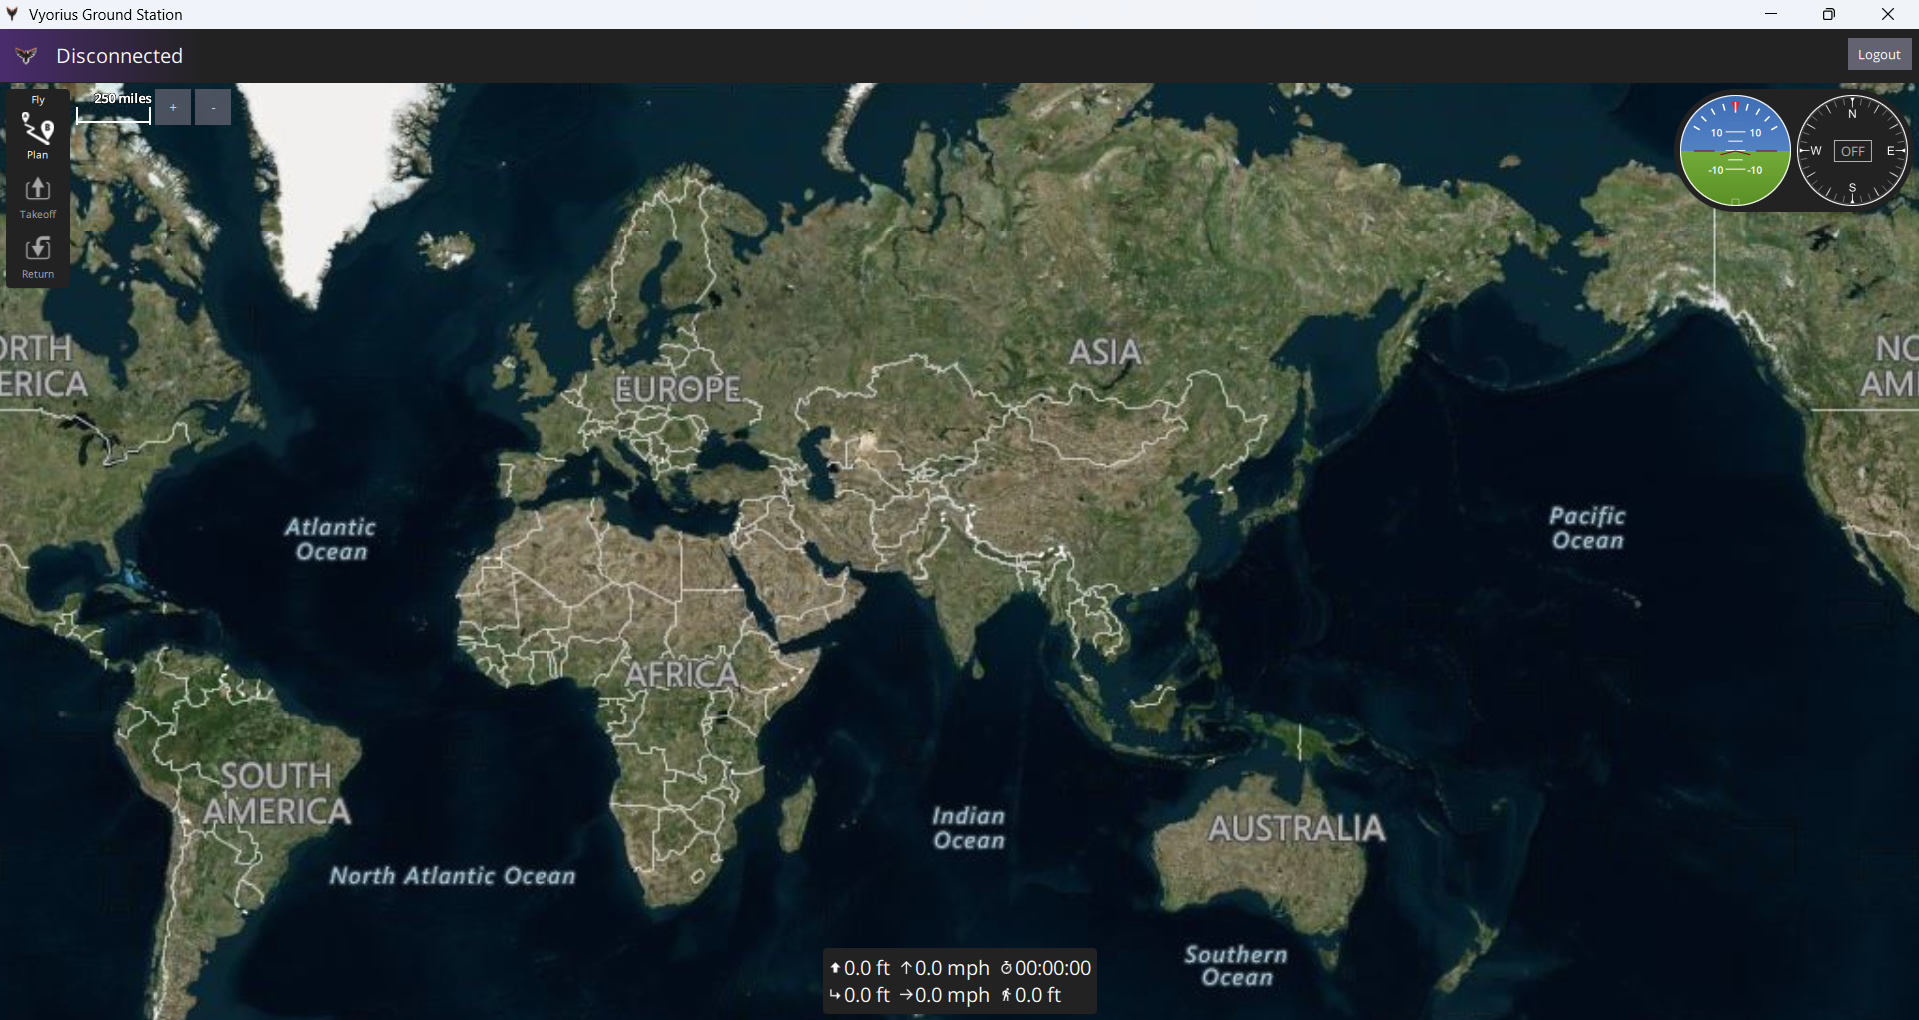 Vyorius Ground Station
Disconnected
Logout
Fly
Plan
Takeoff
Return
250 miles
+
-
10 10
-10 -10
N
W OFF E
S
ORTH
ERICA
EUROPE
ASIA
NO
AMI
Atlantic
Ocean
Pacific
Ocean
AFRICA
SOUTH
AMERICA
Indian
Ocean
AUSTRALIA
North Atlantic Ocean
Southern
Ocean
0.0 ft 0.0 mph 00:00:00
0.0 ft 0.0 mph 0.0 ft